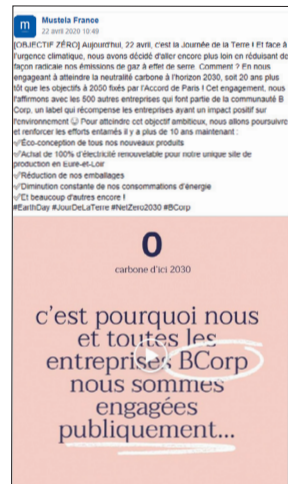 m
Mustela France
22 avril 2020 10:49
[OBJECTIF ZÉRO] Aujourd'hui, 22 avril, c'est la Journée de la Terre ! Et face à
l'urgence climatique, nous avons décidé d'aller encore plus loin en réduisant de
façon radicale nos émissions de gaz à effet de serre. Comment ? En nous
engageant à atteindre la neutralité carbone à l'horizon 2030, soit 20 ans plus
tôt que les objectifs à 2050 fixés par l'Accord de Paris ! Cet engagement, nous
l'affirmons avec les 500 autres entreprises qui font partie de la communauté B
Corp, un label qui récompense les entreprises ayant un impact positif sur
l'environnement 😉 Pour atteindre cet objectif ambitieux, nous allons poursuivre
et renforcer les efforts entamés il y a plus de 10 ans maintenant :
✅Éco-conception de tous nos nouveaux produits
✅Achat de 100% d'électricité renouvelable pour notre unique site de
production en Eure-et-Loir
✅Réduction de nos emballages
✅Diminution constante de nos consommations d'énergie
✅Et beaucoup d'autres encore !
#EarthDay #JourDeLaTerre #NetZero2030 #BCorp
0
carbone d'ici 2030
c'est pourquoi nous
et toutes les
entreprises BCorp
nous sommes
engagées
publiquement...